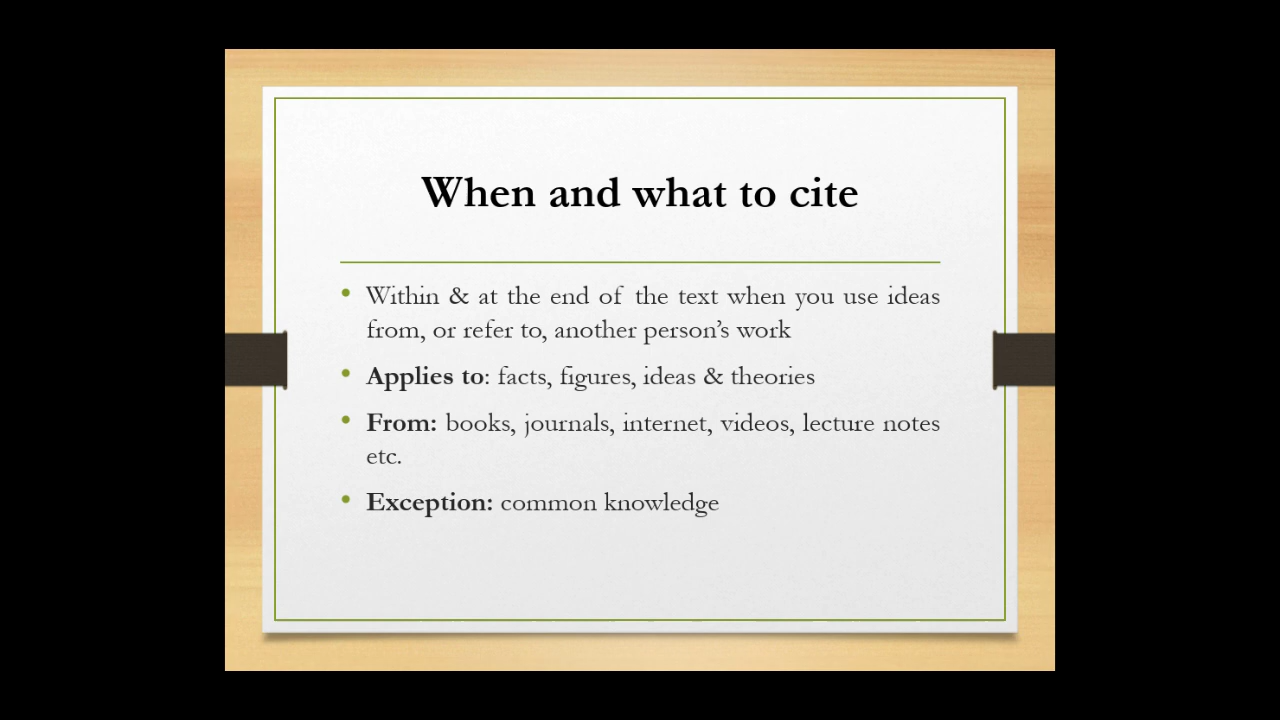 When and what to cite
• Within & at the end of the text when you use ideas
from, or refer to, another person’s work
• Applies to: facts, figures, ideas & theories
• From: books, journals, internet, videos, lecture notes
etc.
• Exception: common knowledge